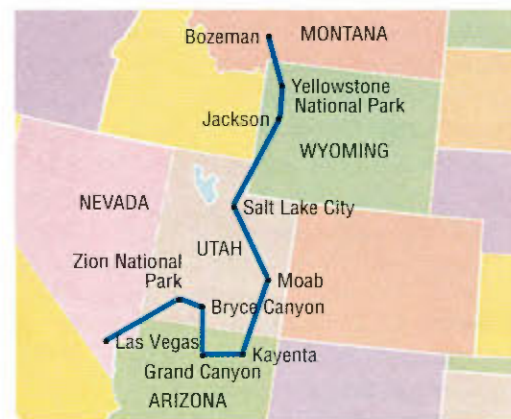 Bozeman
MONTANA
Yellowstone
National Park
Jackson
WYOMING
NEVADA
Salt Lake City
UTAH
Zion National
Park
Moab
Bryce Canyon
Las Vegas
Kayenta
Grand Canyon
ARIZONA